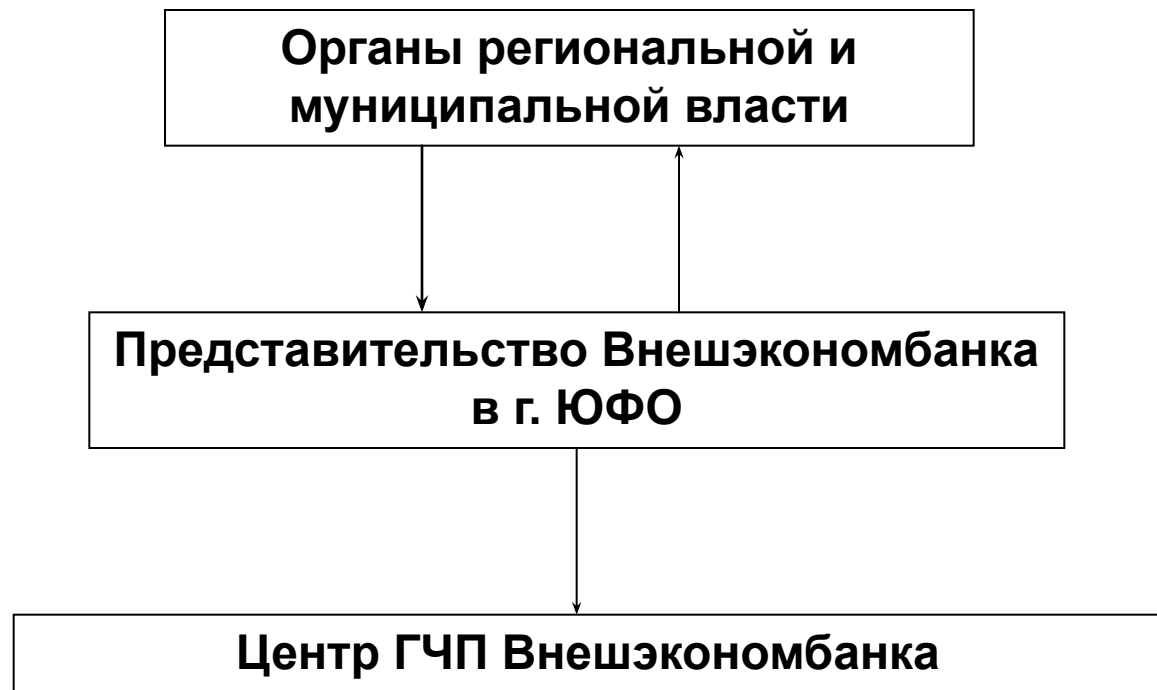 Органы региональной и
муниципальной власти
Представительство Внешэкономбанка
в г. ЮФО
Центр ГЧП Внешэкономбанка